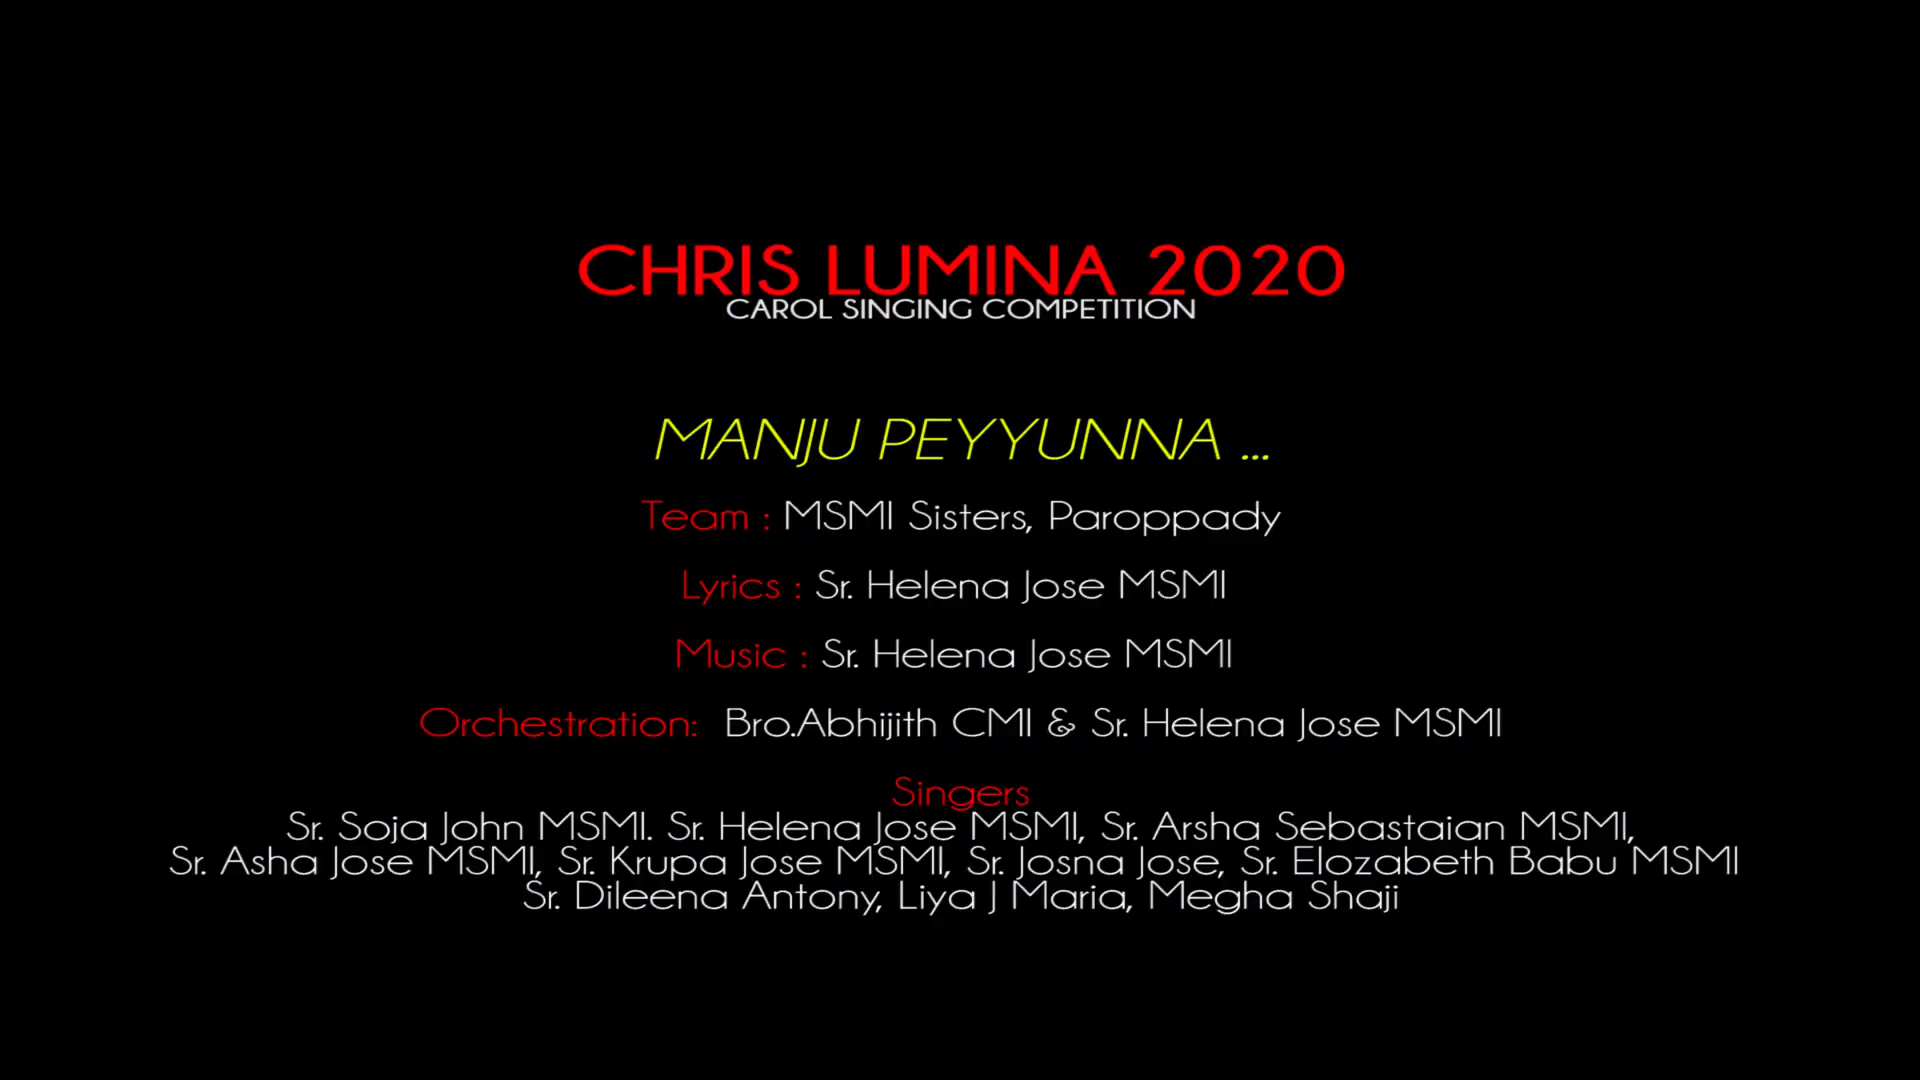 CHRIS LUMINA 2020
CAROL SINGING COMPETITION
MANJU PEYYUNNA ...
Team : MSMI Sisters, Paroppady
Lyrics : Sr. Helena Jose MSMI
Music : Sr. Helena Jose MSMI
Orchestration: Bro.Abhijith CMI & Sr. Helena Jose MSMI
Singers
Sr. Soja John MSMI. Sr. Helena Jose MSMI, Sr. Arsha Sebastaian MSMI,
Sr. Asha Jose MSMI, Sr. Krupa Jose MSMI, Sr. Josna Jose, Sr. Elozabeth Babu MSMI
Sr. Dileena Antony, Liya J Maria, Megha Shaji